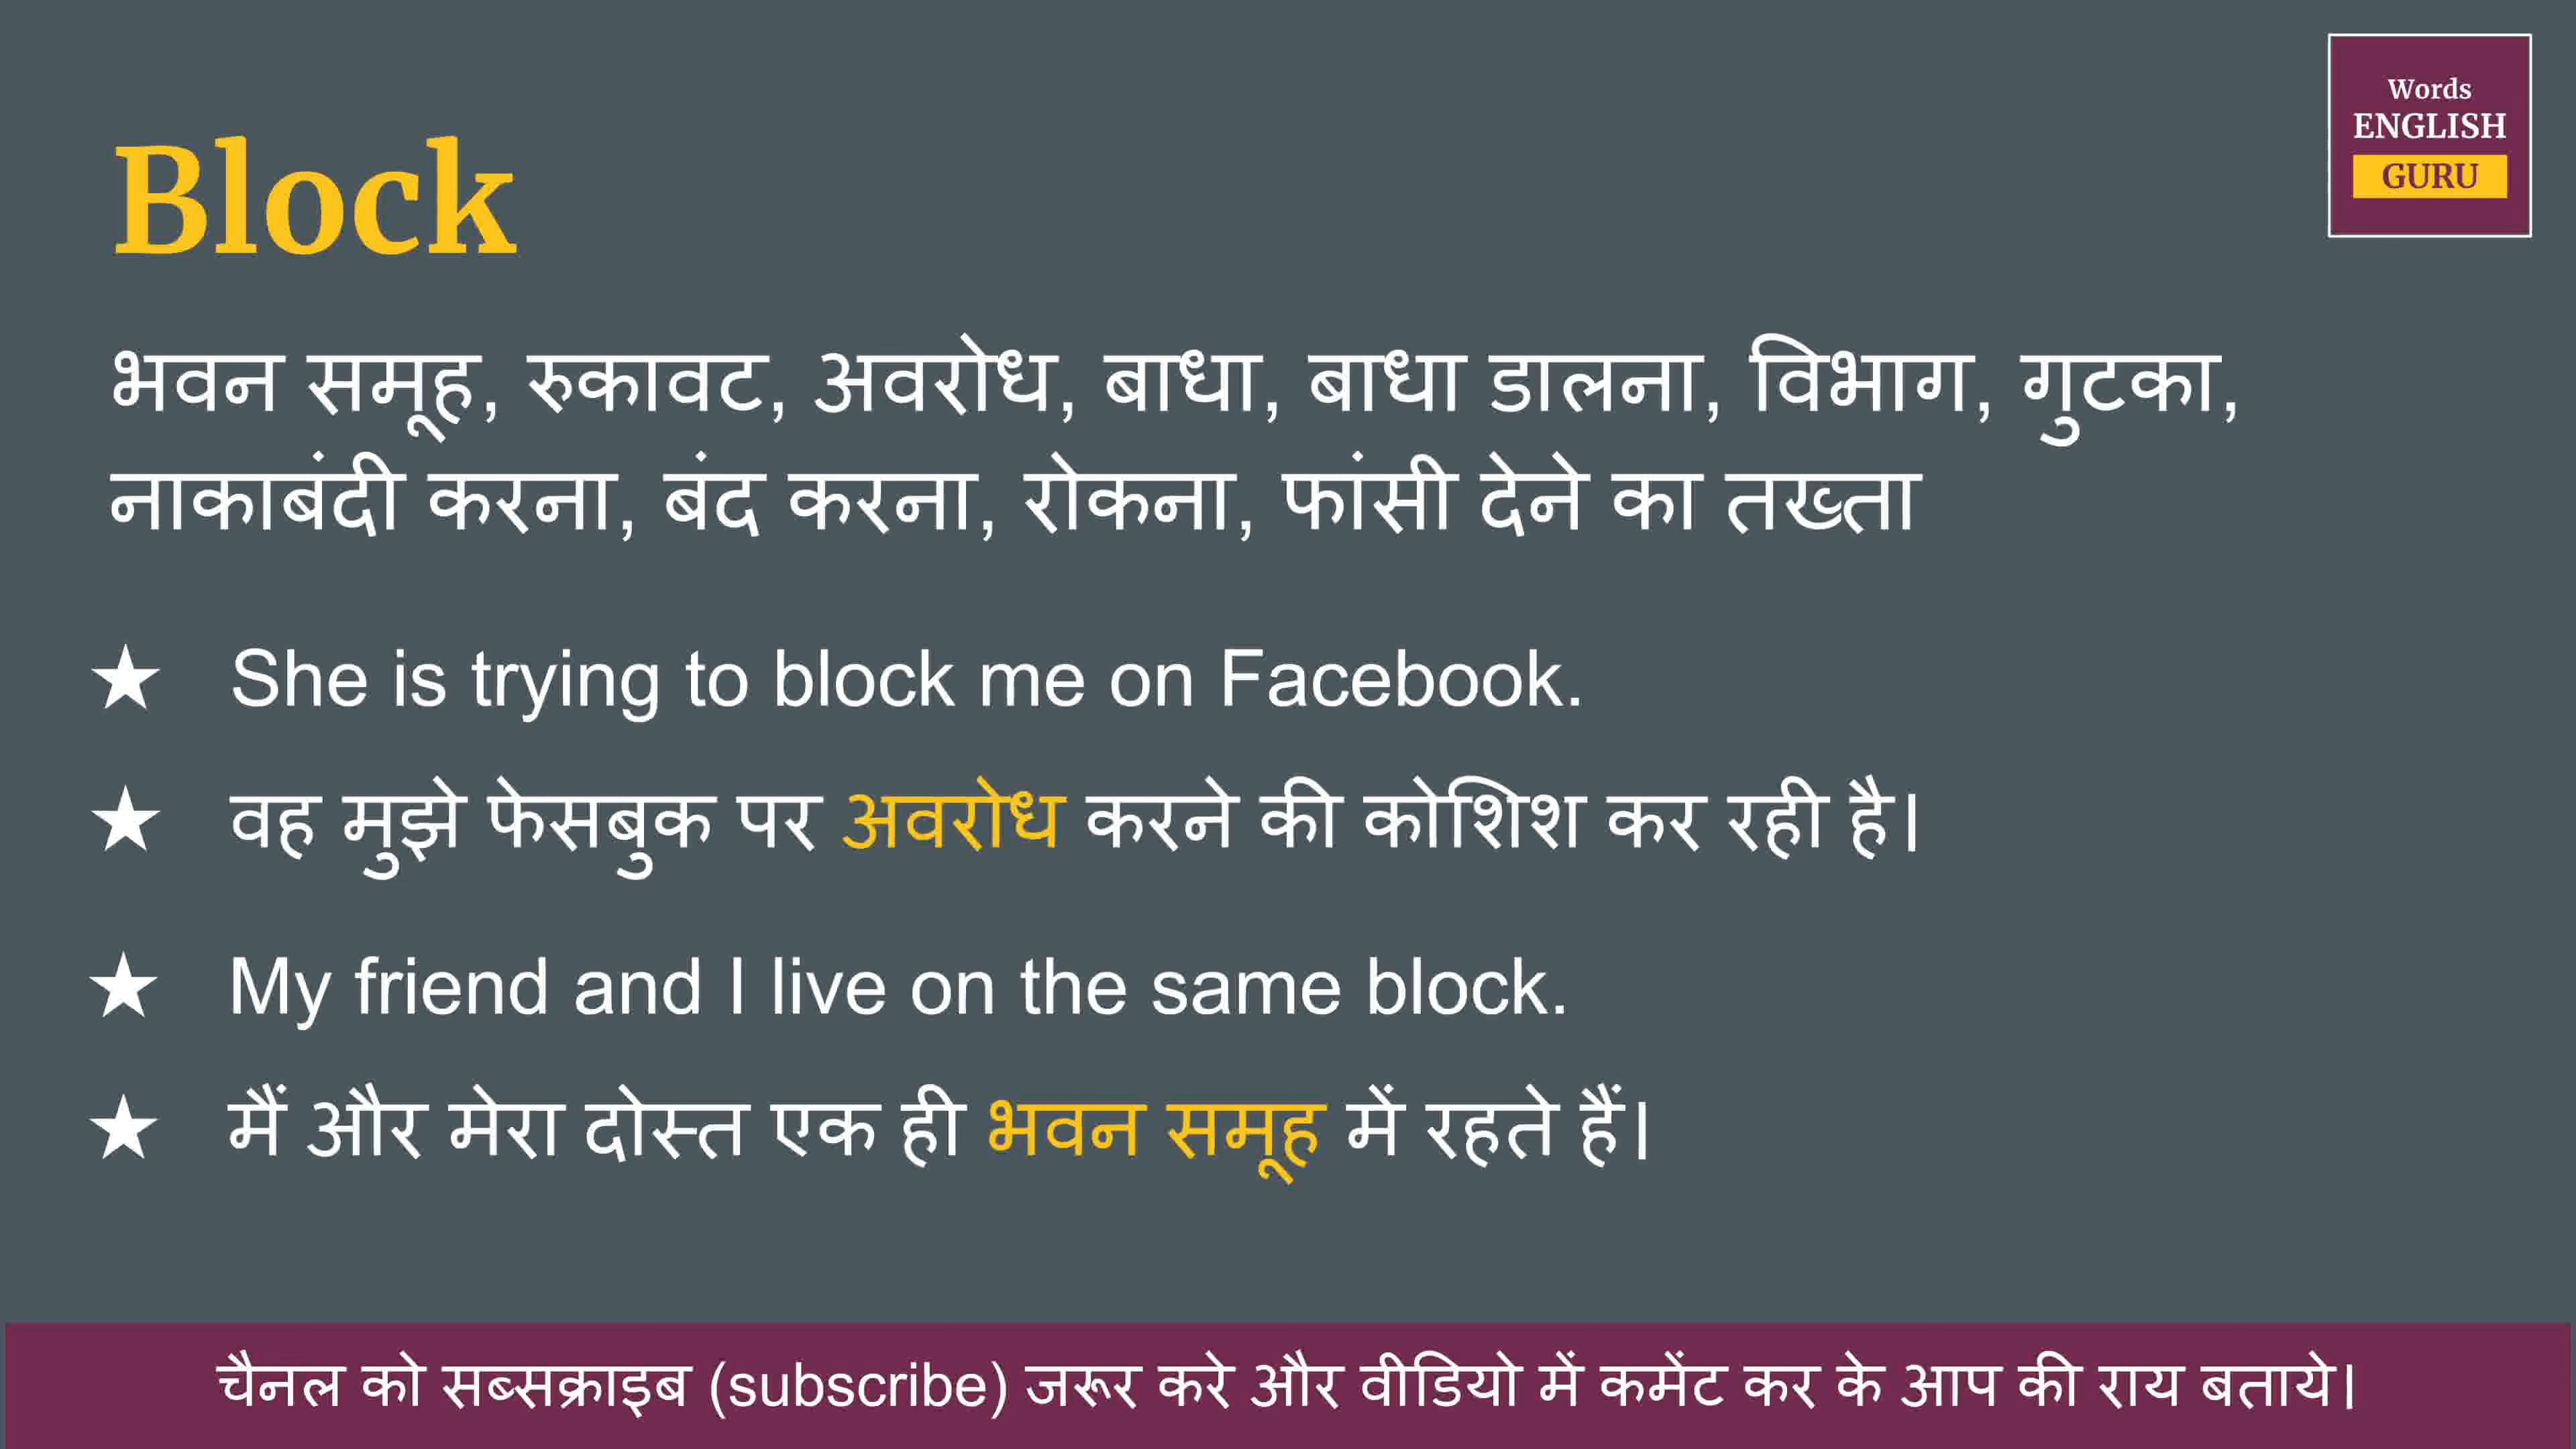 Words
ENGLISH
GURU
Block
भवन समूह, रुकावट, अवरोध, बाधा, बाधा डालना, विभाग, गुटका,
नाकाबंदी करना, बंद करना, रोकना, फांसी देने का तख्ता
★ She is trying to block me on Facebook.
★ वह मुझे फेसबुक पर अवरोध करने की कोशिश कर रही है।
★ My friend and I live on the same block.
★ मैं और मेरा दोस्त एक ही भवन समूह में रहते हैं।
चैनल को सब्सक्राइब (subscribe) जरूर करे और वीडियो में कमेंट कर के आप की राय बताये।